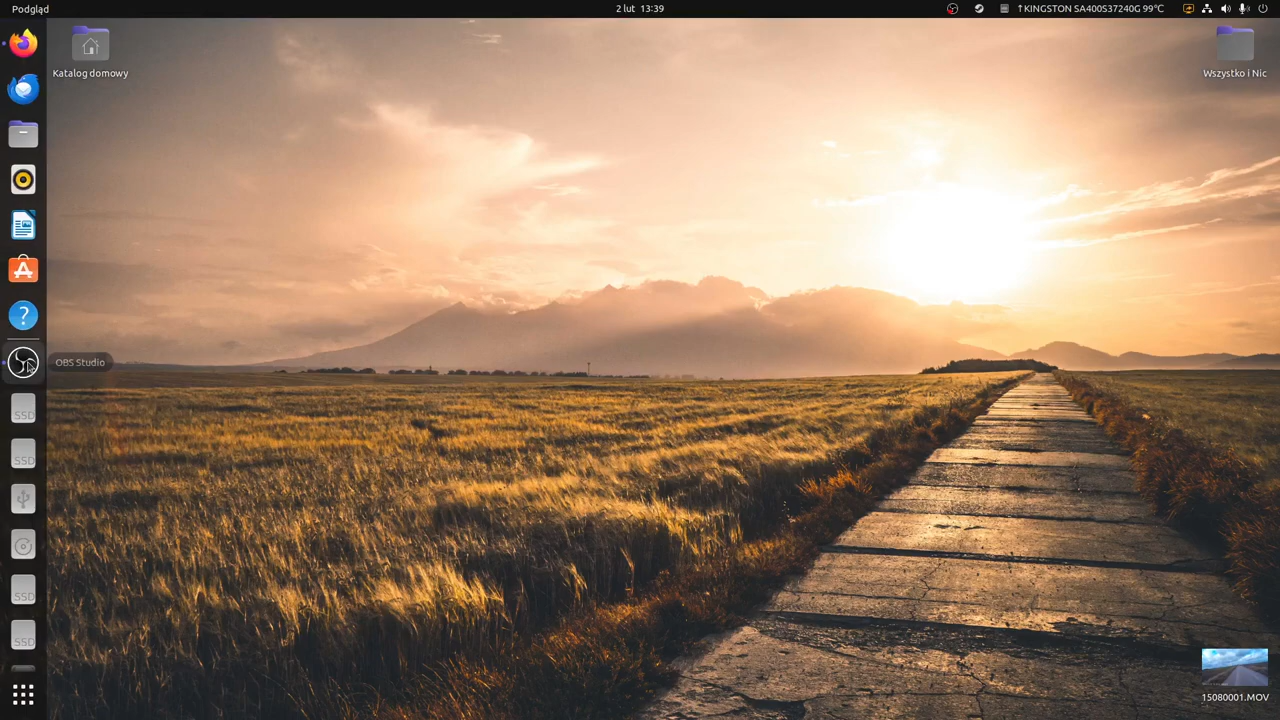 Podgląd
2 lut 13:39
↑KINGSTON SA400S37240G 99°C
Katalog domowy
Wszystko i Nic
?
OBS Studio
SSD
SSD
SSD
SSD
15080001.MOV